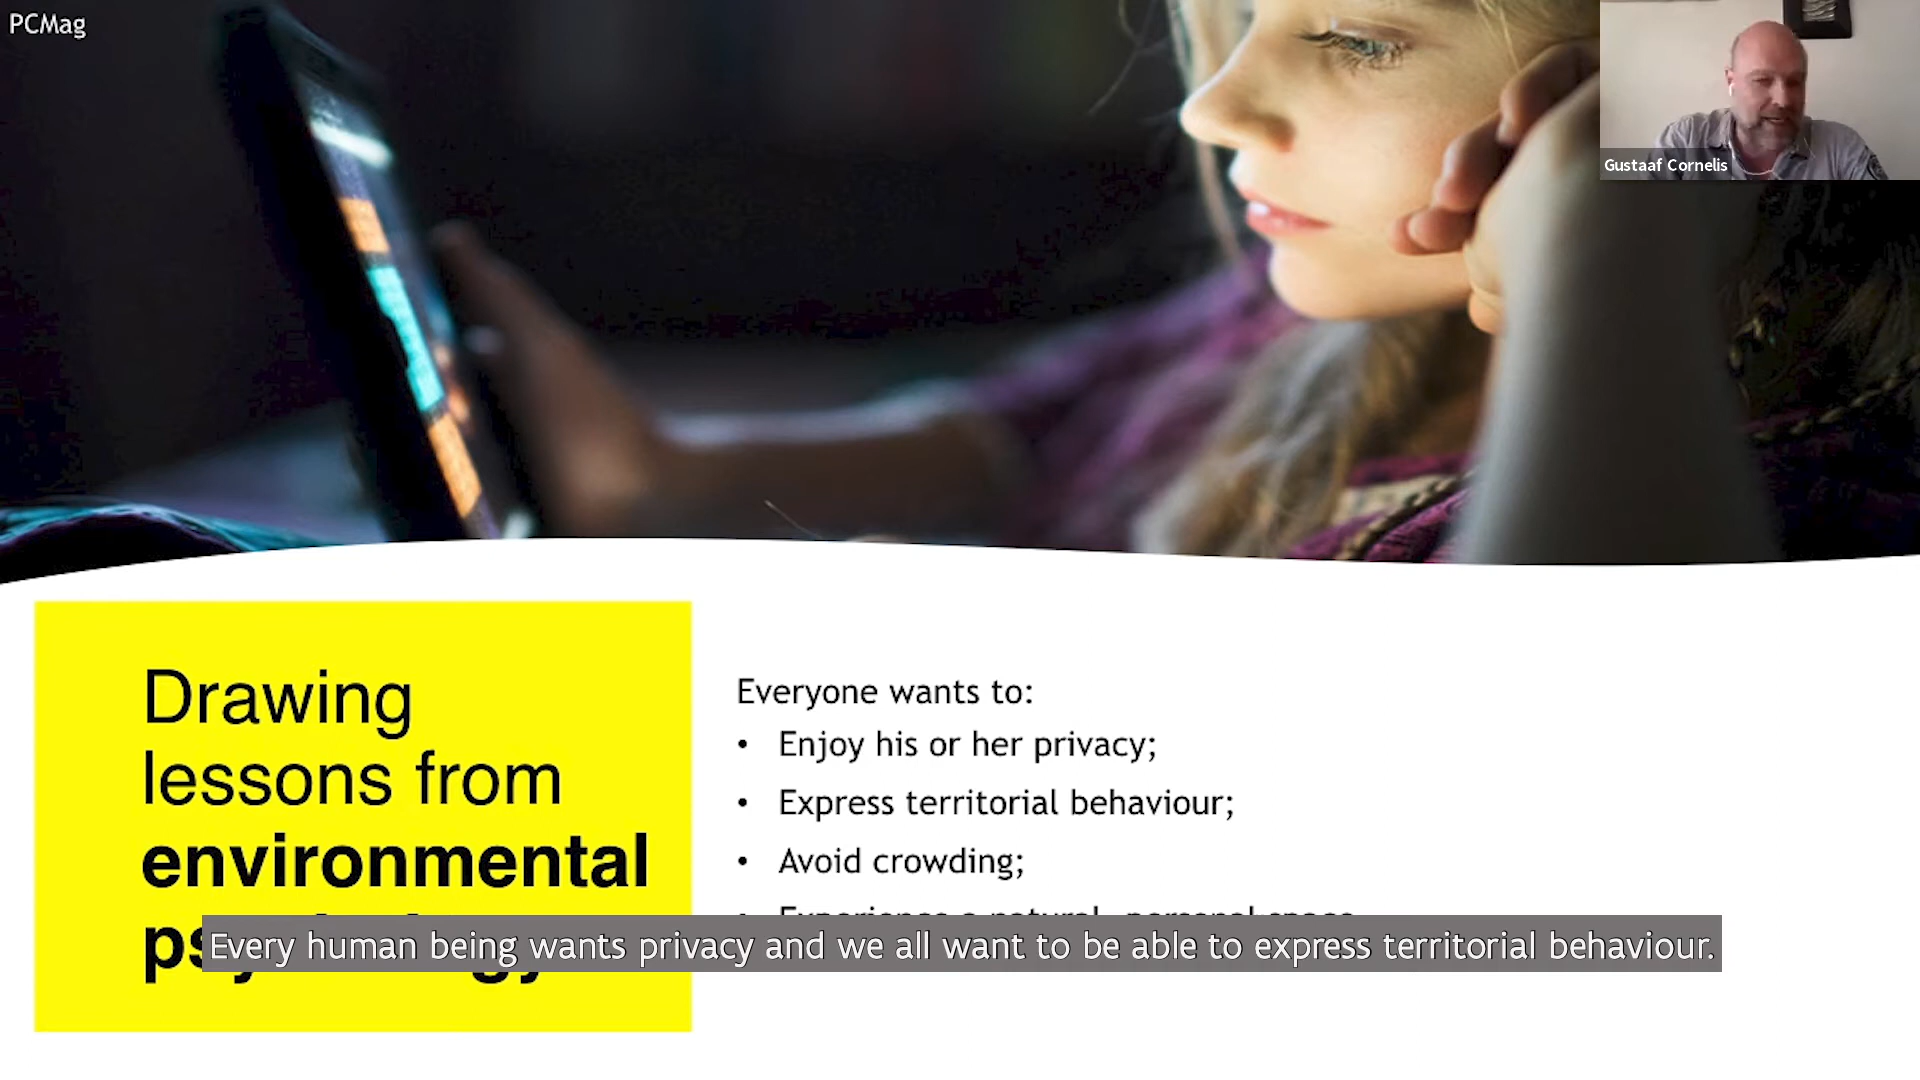 PCMag
Gustaaf Cornelis
Drawing
lessons from
environmental
Everyone wants to:
• Enjoy his or her privacy;
• Express territorial behaviour;
• Avoid crowding;
• Experience a natural, personal space
Every human being wants privacy and we all want to be able to express territorial behaviour.